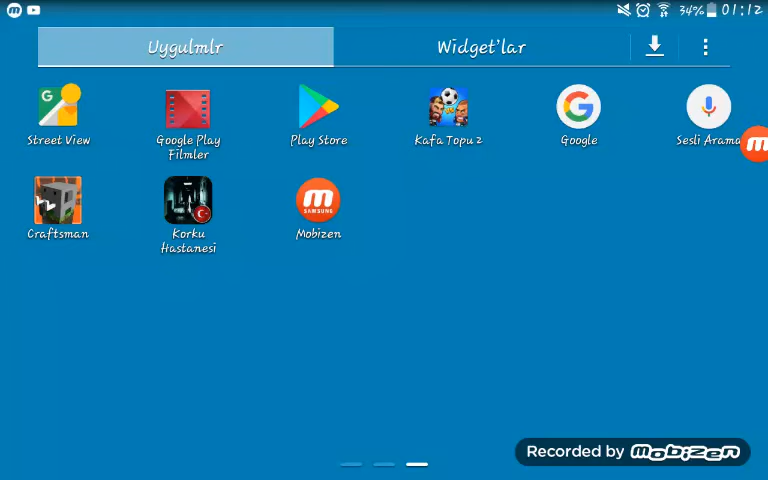 34% 01:12
Uygulmlr
Widget'lar
Street View
Google Play Filmler
Play Store
Kafa Topu 2
Google
Sesli Arama
Craftsman
Korku Hastanesi
SAMSUNG
Mobizen
Recorded by Mobizen